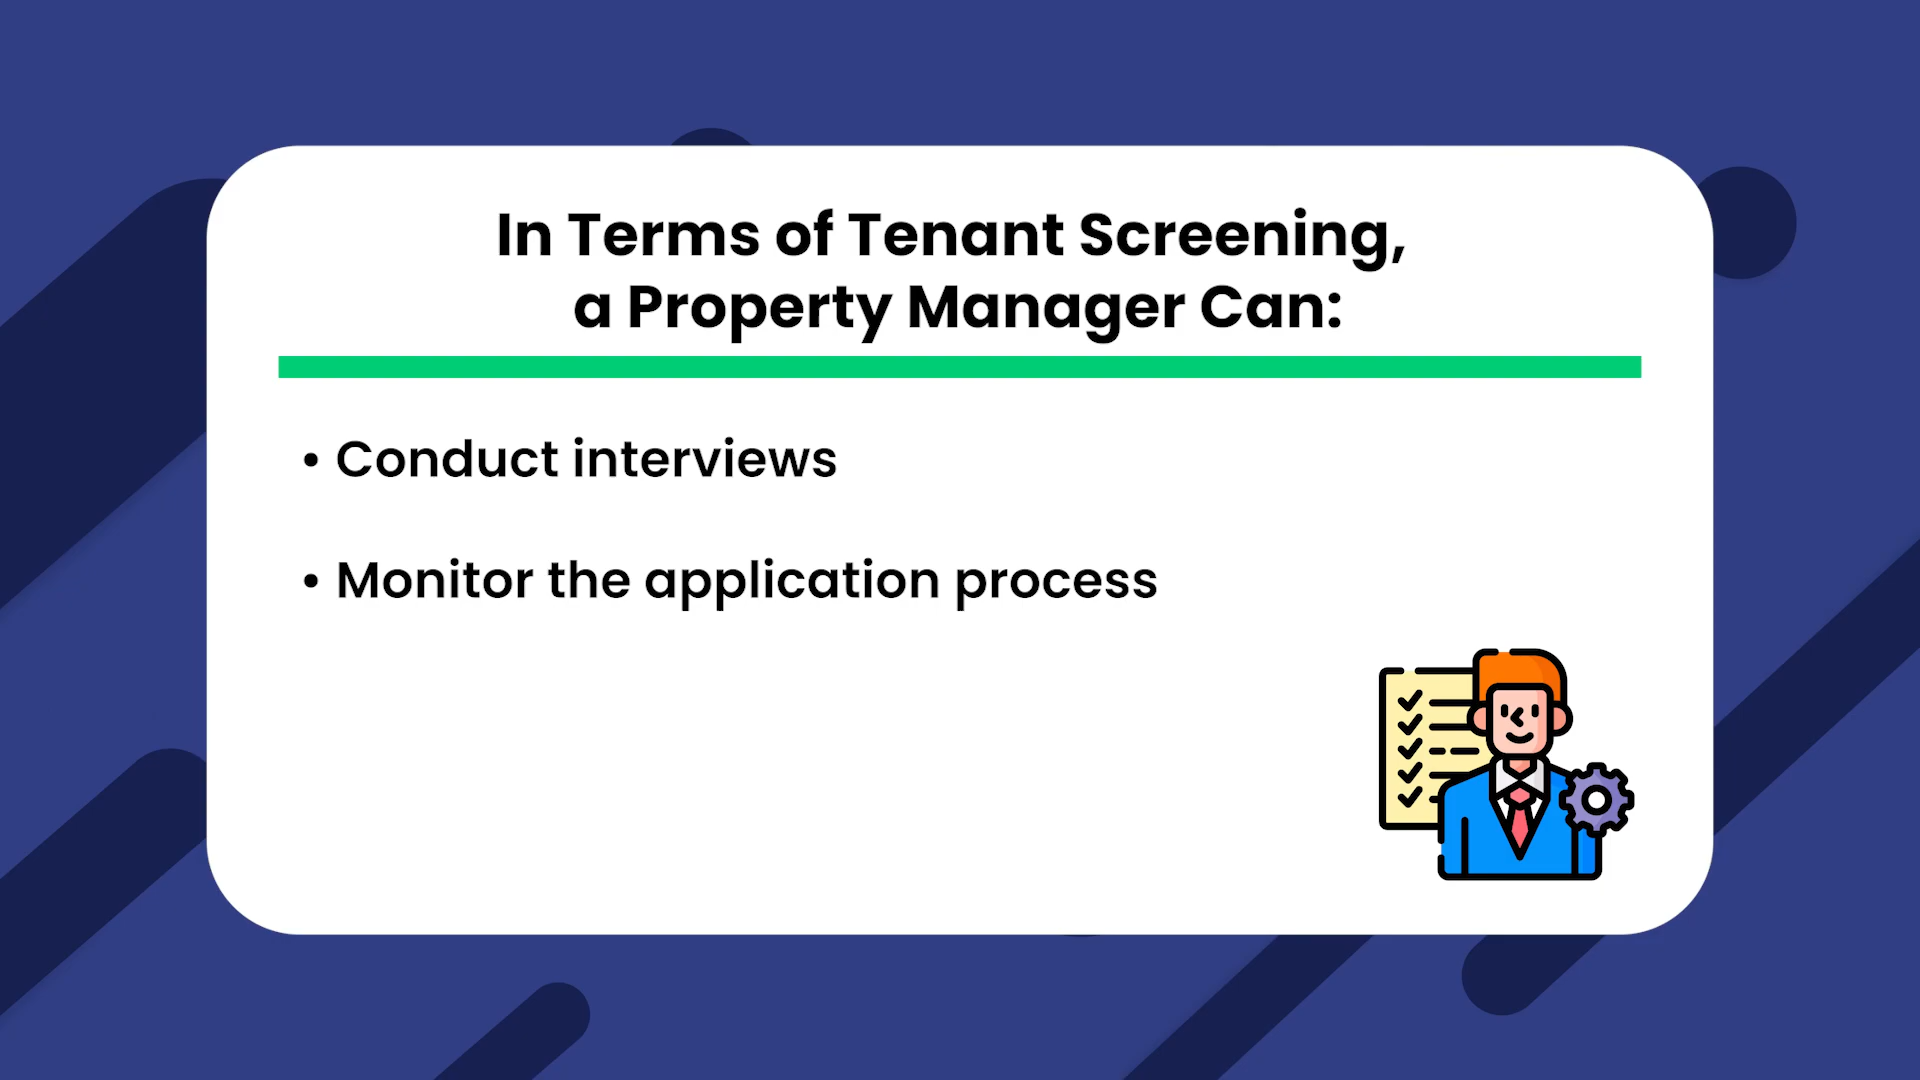 In Terms of Tenant Screening,
a Property Manager Can:
• Conduct interviews
• Monitor the application process